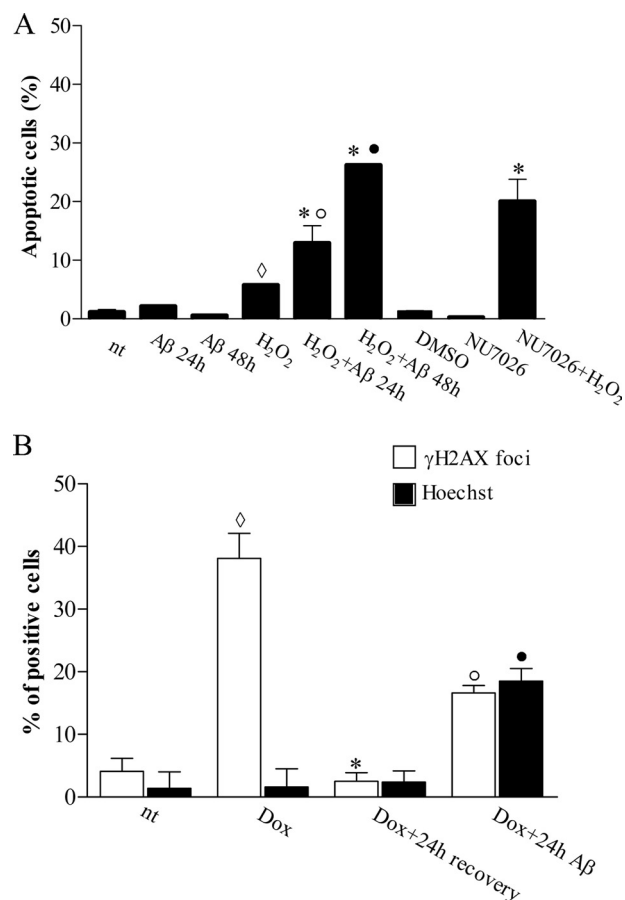 A
Apoptotic cells (%)
50
40
30
20
10
0
◊
* ○
* ●
*
nt
Aβ 24h
Aβ 48h
H₂O₂
H₂O₂+Aβ 24h
H₂O₂+Aβ 48h
DMSO
NU7026
NU7026+H₂O₂
B
γH2AX foci
Hoechst
% of positive cells
50
40
30
20
10
0
◊
*
○
●
nt
Dox
Dox+24h recovery
Dox+24h Aβ